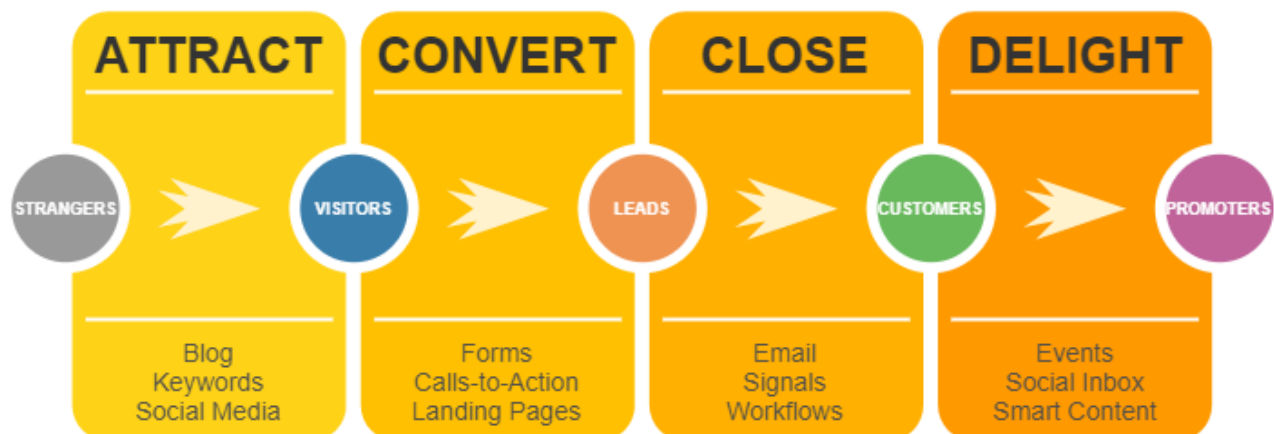 ATTRACT
CONVERT
CLOSE
DELIGHT
STRANGERS
VISITORS
LEADS
CUSTOMERS
PROMOTERS
Blog
Keywords
Social Media
Forms
Calls-to-Action
Landing Pages
Email
Signals
Workflows
Events
Social Inbox
Smart Content